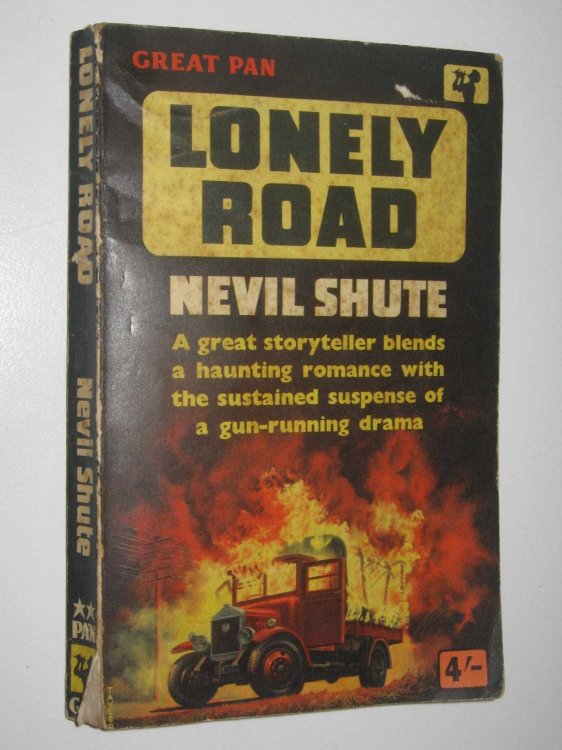 GREAT PAN
LONELY
ROAD
NEVIL SHUTE
A great storyteller blends
a haunting romance with
the sustained suspense of
a gun-running drama
4/-
LONELY ROAD
Nevil Shute
PAN